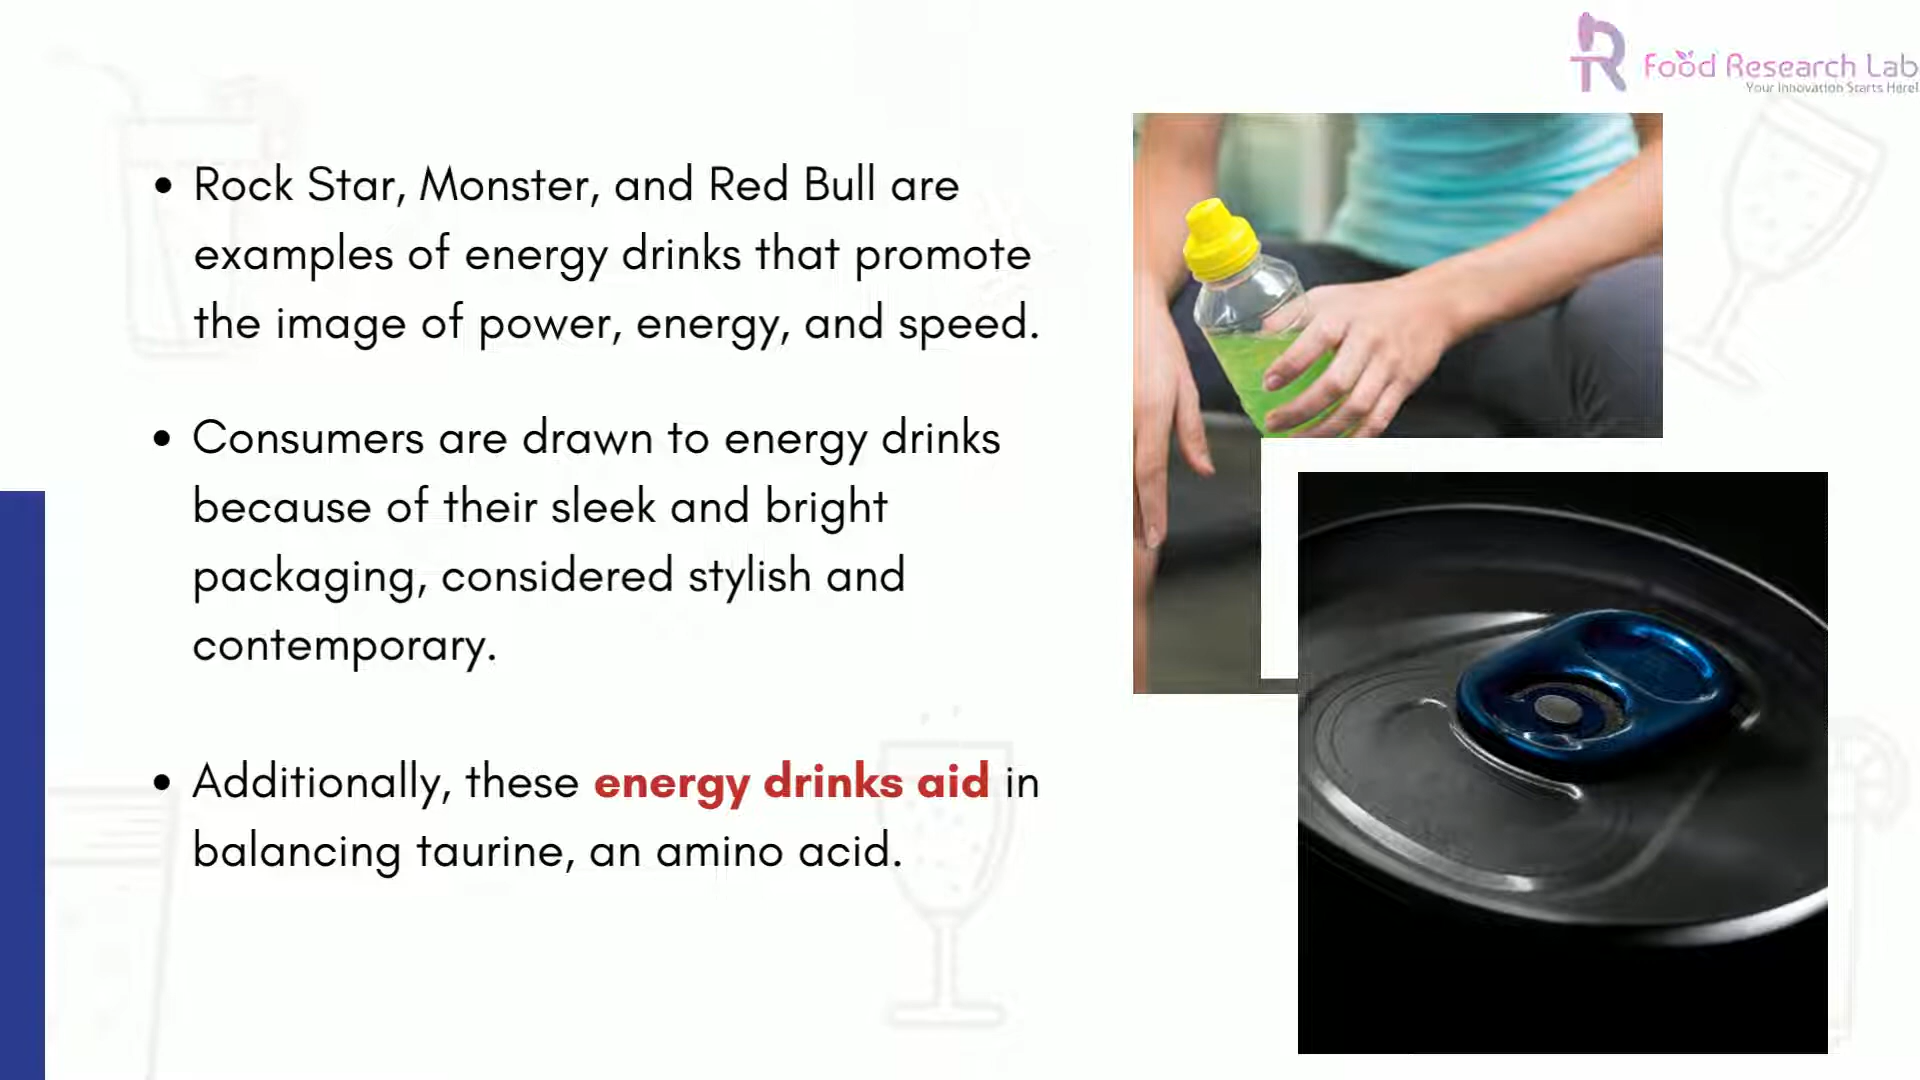 Food Research Lab
Your Innovation Starts Here!
• Rock Star, Monster, and Red Bull are
examples of energy drinks that promote
the image of power, energy, and speed.
• Consumers are drawn to energy drinks
because of their sleek and bright
packaging, considered stylish and
contemporary.
• Additionally, these energy drinks aid in
balancing taurine, an amino acid.